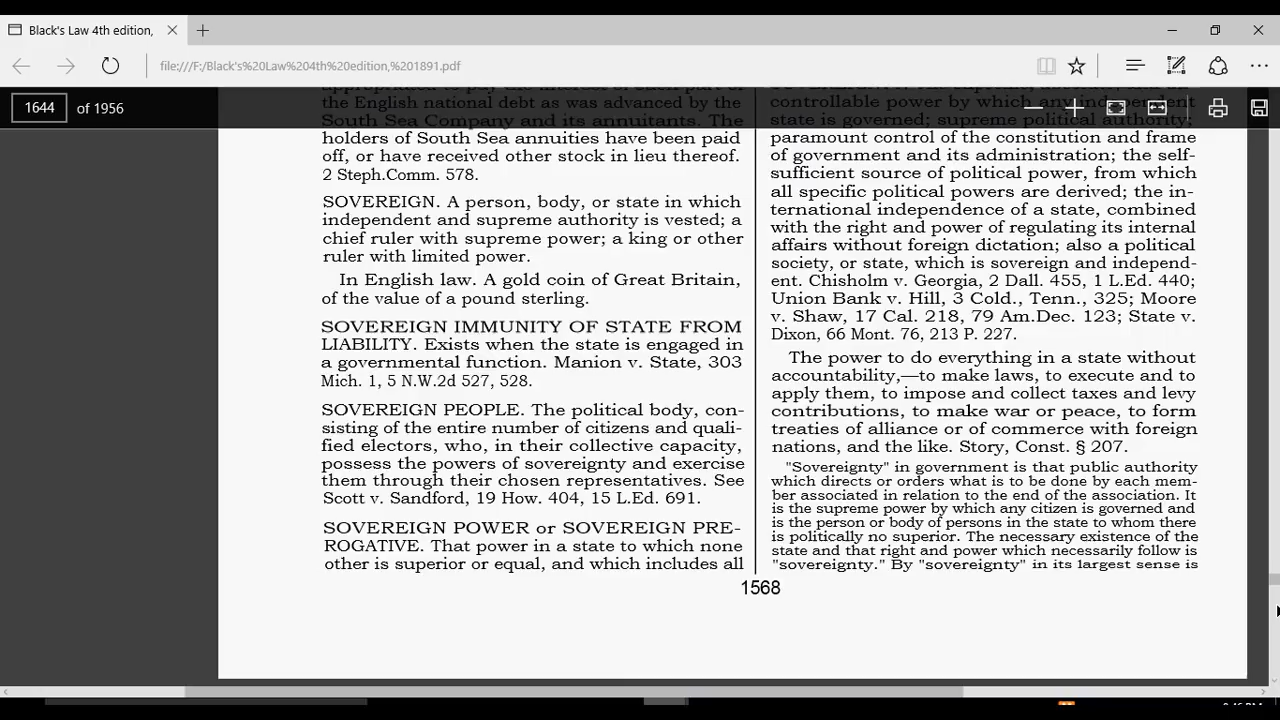 Black's Law 4th edition,
file:///F:/Black's%20Law%204th%20edition,%201891.pdf
1644 of 1956
the English national debt as was advanced by the
South Sea Company and its annuitants. The
holders of South Sea annuities have been paid
off, or have received other stock in lieu thereof.
2 Steph.Comm. 578.
SOVEREIGN. A person, body, or state in which
independent and supreme authority is vested; a
chief ruler with supreme power; a king or other
ruler with limited power.
In English law. A gold coin of Great Britain,
of the value of a pound sterling.
SOVEREIGN IMMUNITY OF STATE FROM
LIABILITY. Exists when the state is engaged in
a governmental function. Manion v. State, 303
Mich. 1, 5 N.W.2d 527, 528.
SOVEREIGN PEOPLE. The political body, con-
sisting of the entire number of citizens and quali-
fied electors, who, in their collective capacity,
possess the powers of sovereignty and exercise
them through their chosen representatives. See
Scott v. Sandford, 19 How. 404, 15 L.Ed. 691.
SOVEREIGN POWER or SOVEREIGN PRE-
ROGATIVE. That power in a state to which none
other is superior or equal, and which includes all
controllable power by which any independent
state is governed; supreme political authority;
paramount control of the constitution and frame
of government and its administration; the self-
sufficient source of political power, from which
all specific political powers are derived; the in-
ternational independence of a state, combined
with the right and power of regulating its internal
affairs without foreign dictation; also a political
society, or state, which is sovereign and independ-
ent. Chisholm v. Georgia, 2 Dall. 455, 1 L.Ed. 440;
Union Bank v. Hill, 3 Cold., Tenn., 325; Moore
v. Shaw, 17 Cal. 218, 79 Am.Dec. 123; State v.
Dixon, 66 Mont. 76, 213 P. 227.
The power to do everything in a state without
accountability,—to make laws, to execute and to
apply them, to impose and collect taxes and levy
contributions, to make war or peace, to form
treaties of alliance or of commerce with foreign
nations, and the like. Story, Const. § 207.
"Sovereignty" in government is that public authority
which directs or orders what is to be done by each mem-
ber associated in relation to the end of the association. It
is the supreme power by which any citizen is governed and
is the person or body of persons in the state to whom there
is politically no superior. The necessary existence of the
state and that right and power which necessarily follow is
"sovereignty." By "sovereignty" in its largest sense is
1568